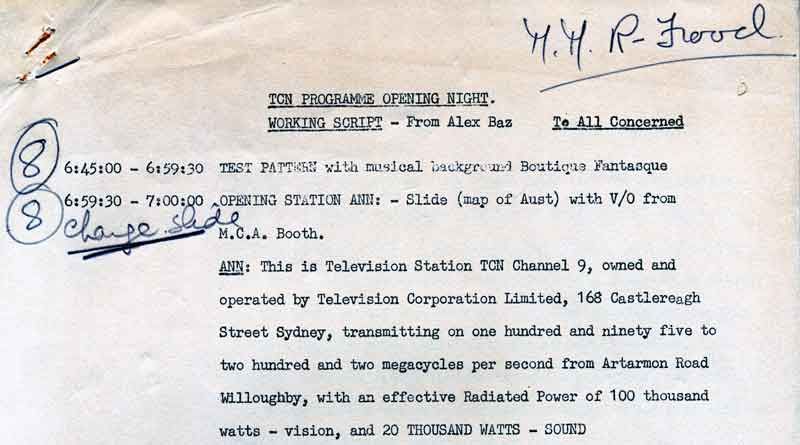 H. H. R-Frood.
TCN PROGRAMME OPENING NIGHT.
WORKING SCRIPT - From Alex Baz To All Concerned
8 6:45:00 - 6:59:30 TEST PATTERN with musical background Boutique Fantasque
8 6:59:30 - 7:00:00 OPENING STATION ANN: - Slide (map of Aust) with V/O from
change slide M.C.A. Booth.
ANN: This is Television Station TCN Channel 9, owned and
operated by Television Corporation Limited, 168 Castlereagh
Street Sydney, transmitting on one hundred and ninety five to
two hundred and two megacycles per second from Artarmon Road
Willoughby, with an effective Radiated Power of 100 thousand
watts - vision, and 20 THOUSAND WATTS - SOUND